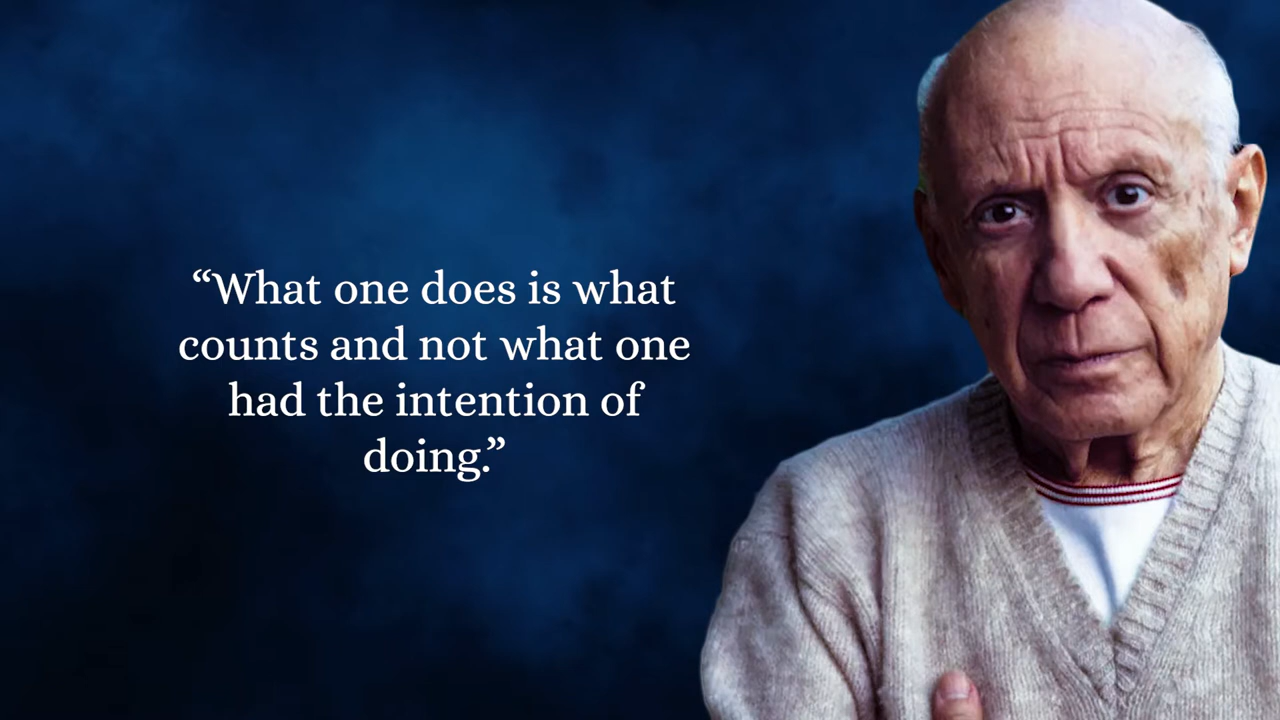 “What one does is what
counts and not what one
had the intention of
doing.”